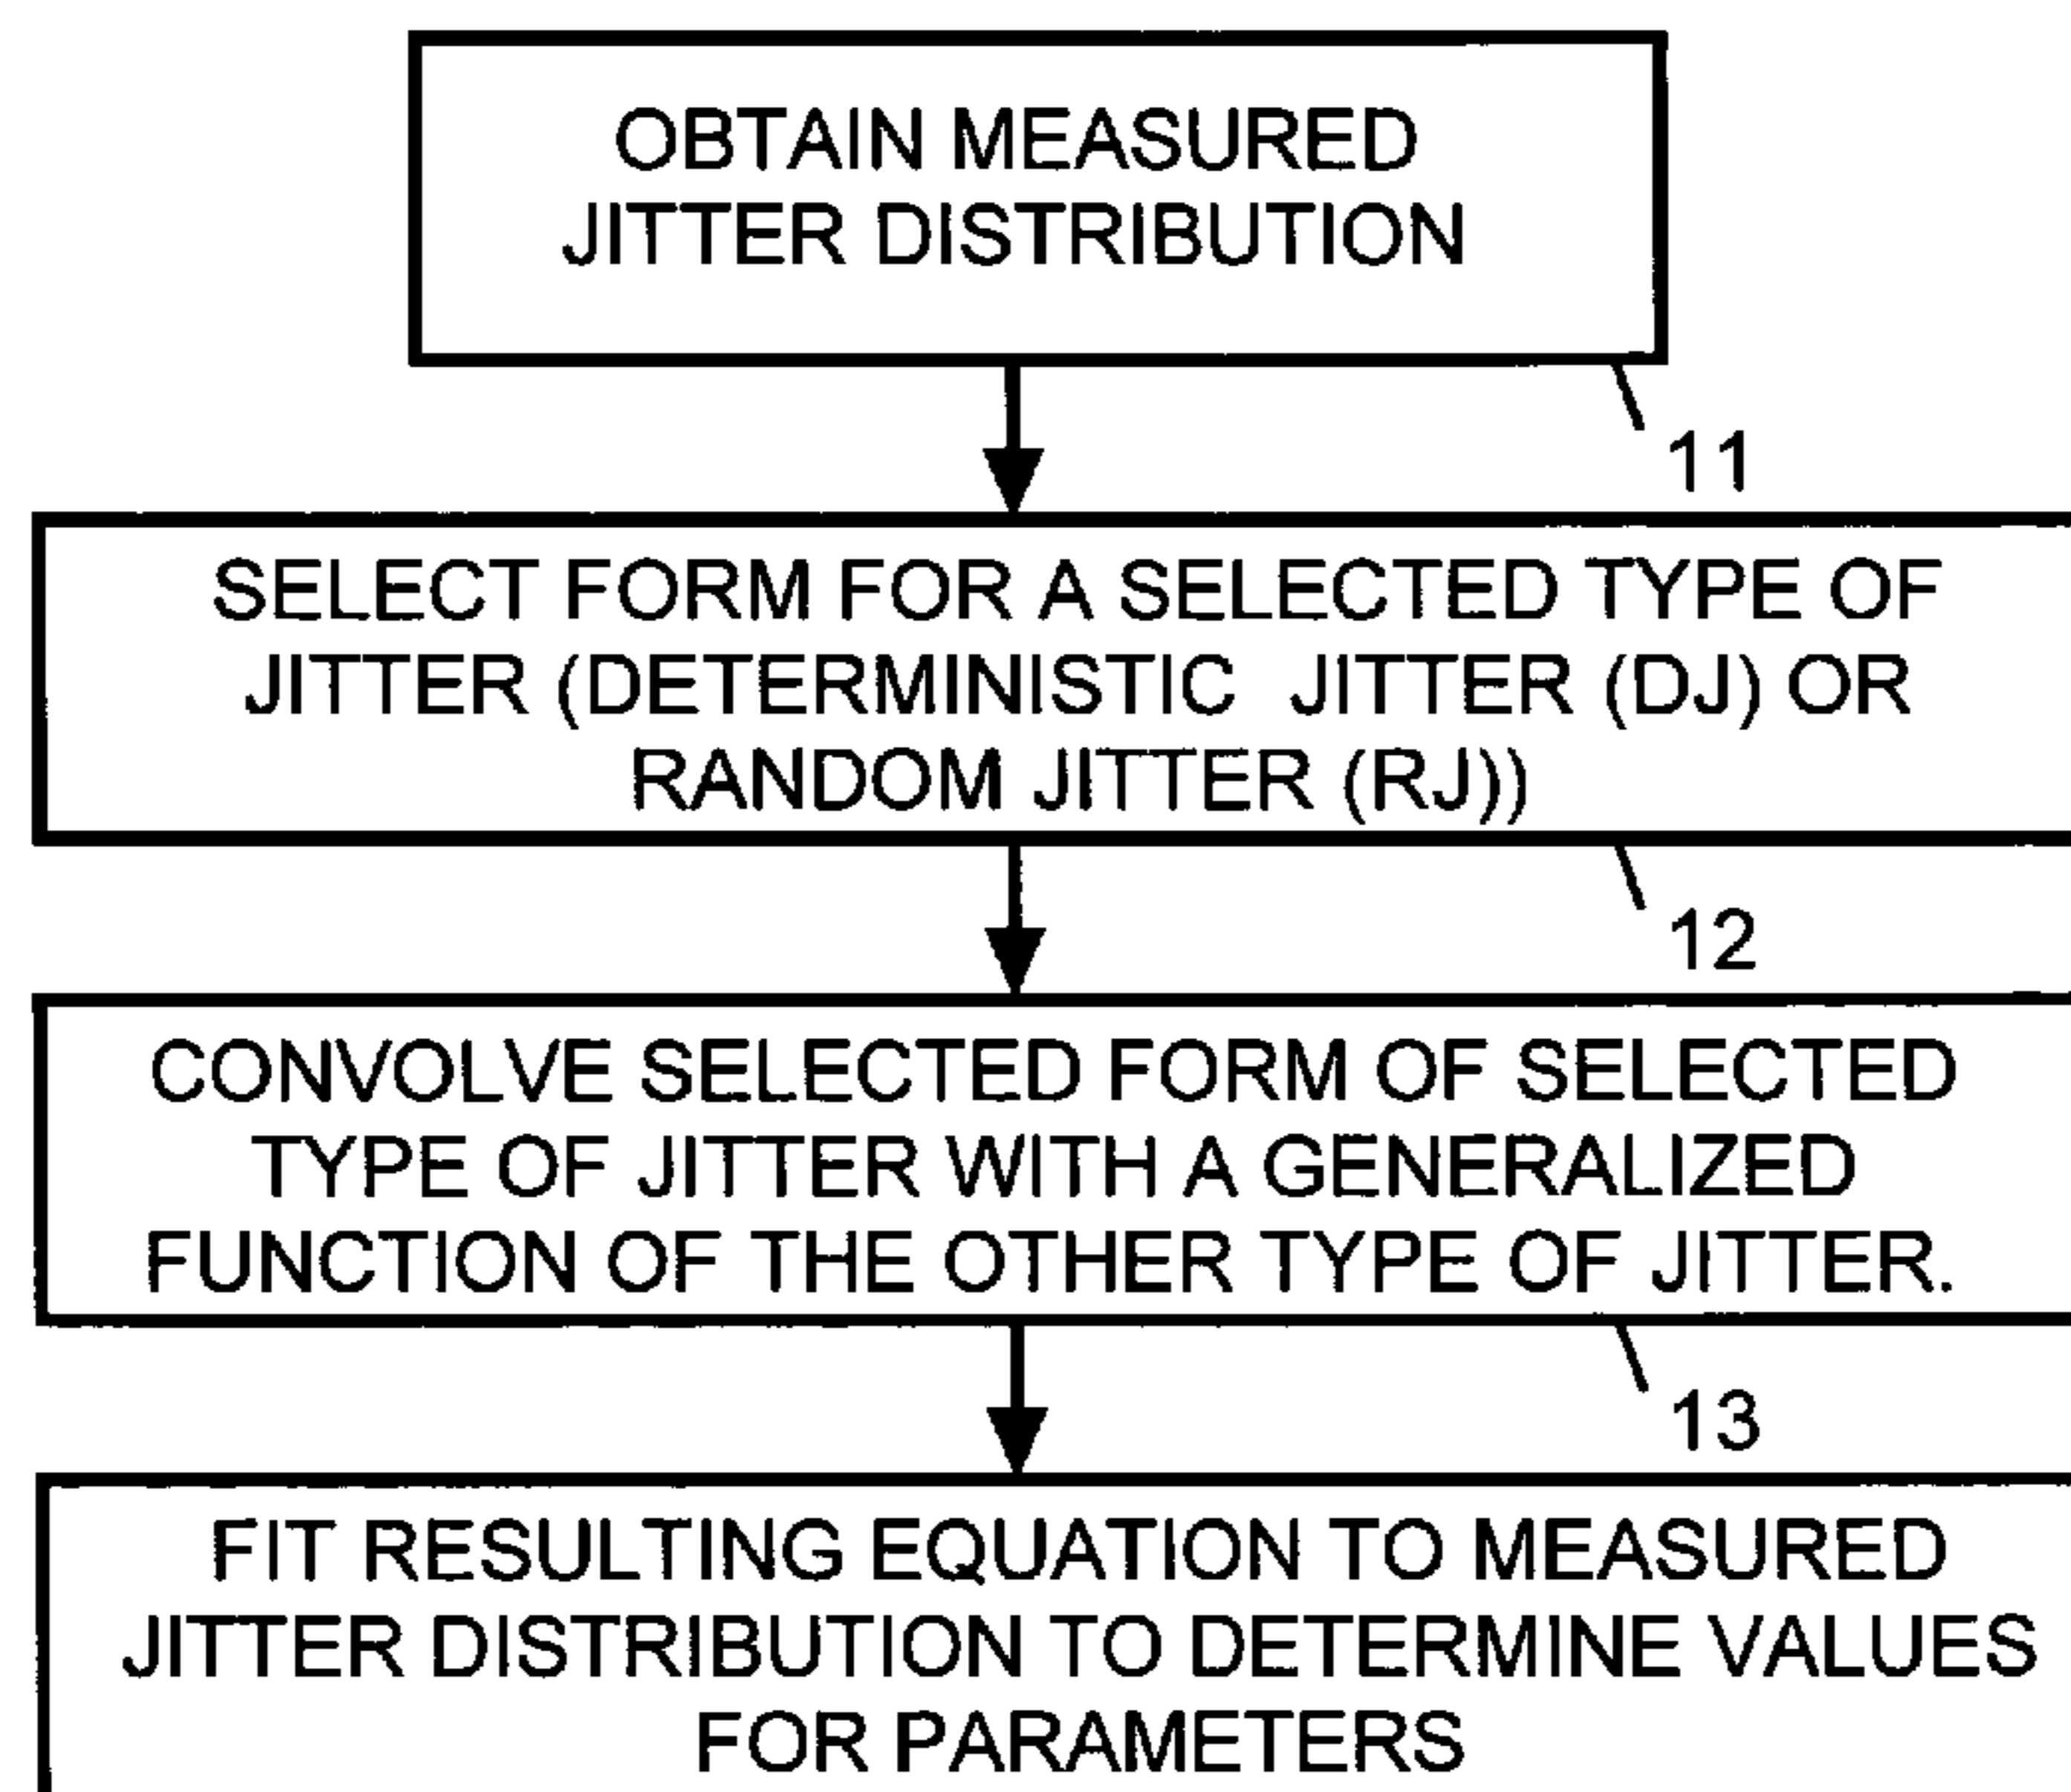 OBTAIN MEASURED
JITTER DISTRIBUTION
11
SELECT FORM FOR A SELECTED TYPE OF
JITTER (DETERMINISTIC JITTER (DJ) OR
RANDOM JITTER (RJ))
12
CONVOLVE SELECTED FORM OF SELECTED
TYPE OF JITTER WITH A GENERALIZED
FUNCTION OF THE OTHER TYPE OF JITTER.
13
FIT RESULTING EQUATION TO MEASURED
JITTER DISTRIBUTION TO DETERMINE VALUES
FOR PARAMETERS